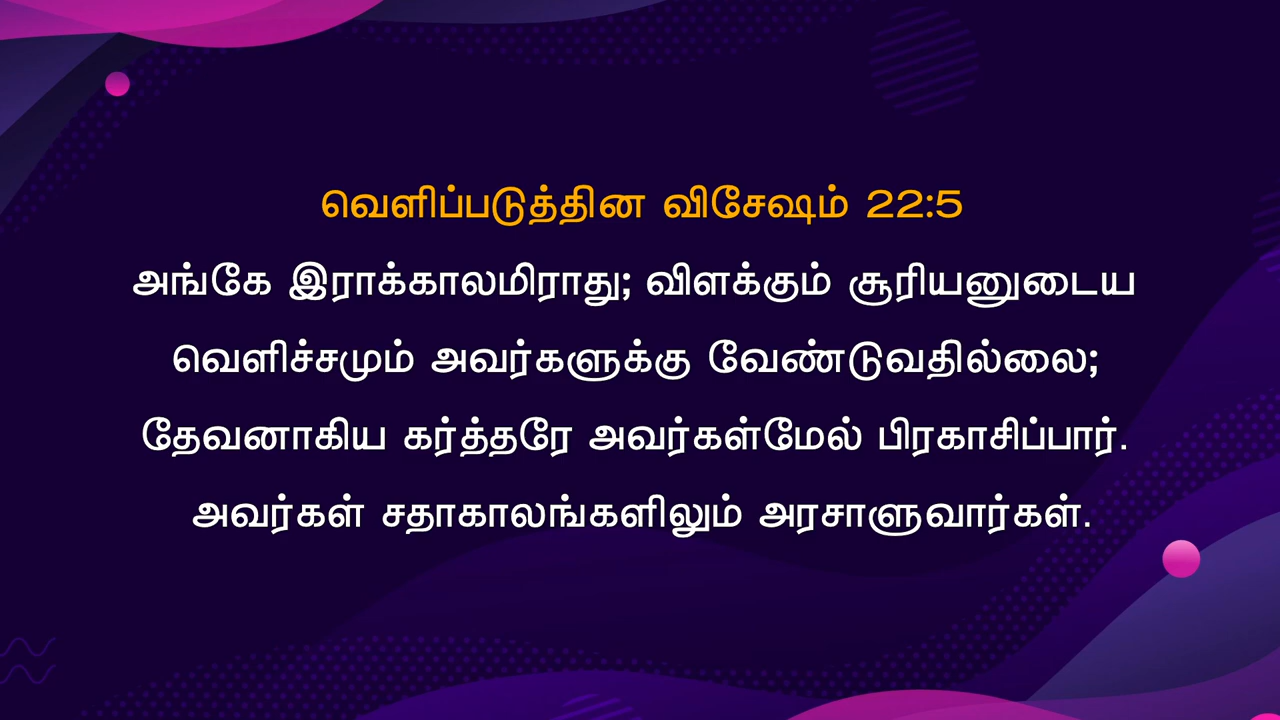 வெளிப்படுத்தின விசேஷம் 22:5
அங்கே இராக்காலமிராது; விளக்கும் சூரியனுடைய
வெளிச்சமும் அவர்களுக்கு வேண்டுவதில்லை;
தேவனாகிய கர்த்தரே அவர்கள்மேல் பிரகாசிப்பார்.
அவர்கள் சதாகாலங்களிலும் அரசாளுவார்கள்.